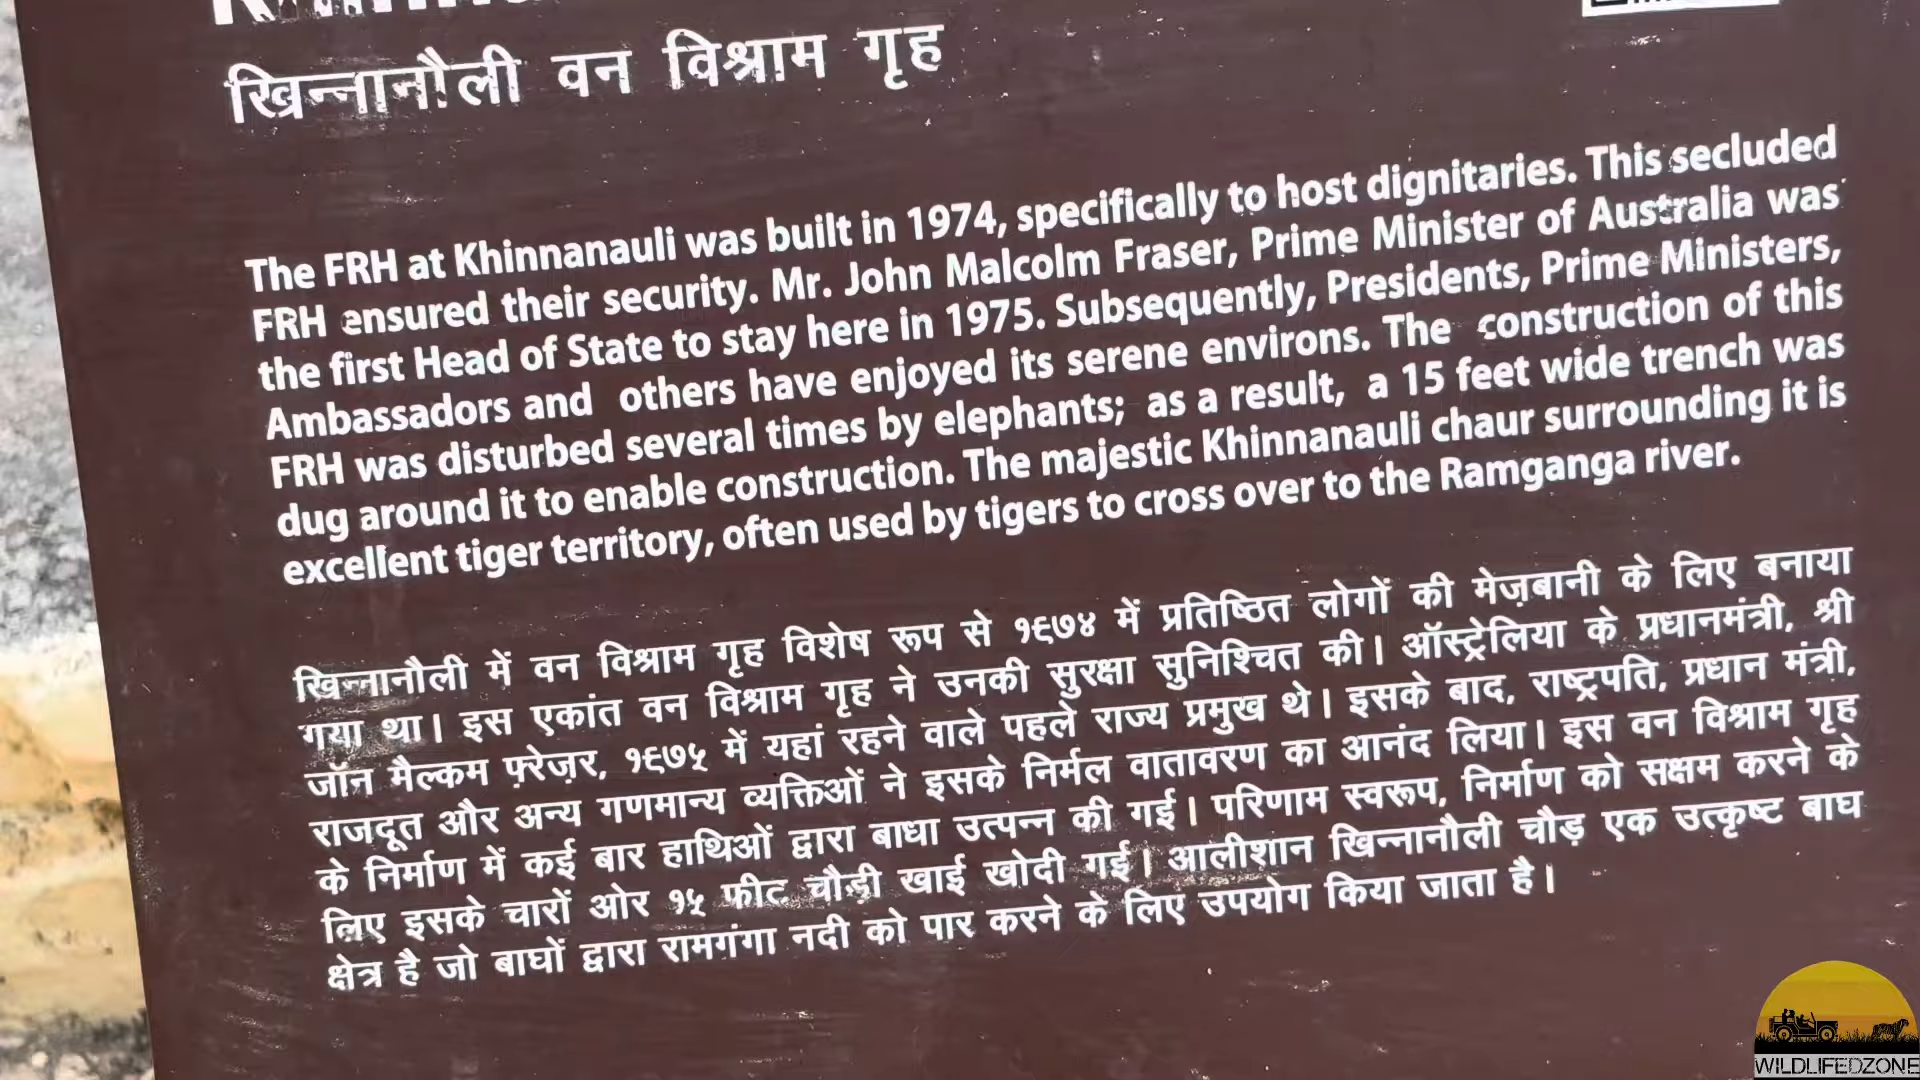 खिन्नानौली वन विश्राम गृह
The FRH at Khinnanauli was built in 1974, specifically to host dignitaries. This secluded
FRH ensured their security. Mr. John Malcolm Fraser, Prime Minister of Australia was
the first Head of State to stay here in 1975. Subsequently, Presidents, Prime Ministers,
Ambassadors and others have enjoyed its serene environs. The construction of this
FRH was disturbed several times by elephants; as a result, a 15 feet wide trench was
dug around it to enable construction. The majestic Khinnanauli chaur surrounding it is
excellent tiger territory, often used by tigers to cross over to the Ramganga river.
खिन्नानौली में वन विश्राम गृह विशेष रूप से १९७४ में प्रतिष्ठित लोगों की मेज़बानी के लिए बनाया
गया था। इस एकांत वन विश्राम गृह ने उनकी सुरक्षा सुनिश्चित की। ऑस्ट्रेलिया के प्रधानमंत्री, श्री
जॉन मैल्कम फ़्रेज़र, १९७५ में यहां रहने वाले पहले राज्य प्रमुख थे। इसके बाद, राष्ट्रपति, प्रधान मंत्री,
राजदूत और अन्य गणमान्य व्यक्तिओं ने इसके निर्मल वातावरण का आनंद लिया। इस वन विश्राम गृह
के निर्माण में कई बार हाथिओं द्वारा बाधा उत्पन्न की गई। परिणाम स्वरूप, निर्माण को सक्षम करने के
लिए इसके चारों ओर १५ फ़ीट चौड़ी खाई खोदी गई। आलीशान खिन्नानौली चौड़ एक उत्कृष्ट बाघ
क्षेत्र है जो बाघों द्वारा रामगंगा नदी को पार करने के लिए उपयोग किया जाता है।
WILDLIFEDZONE